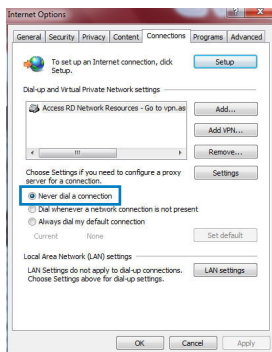 Internet Options
General Security Privacy Content Connections Programs Advanced
To set up an Internet connection, click
Setup.
Setup
Dial-up and Virtual Private Network settings
Access RD Network Resources - Go to vpn.as
Add...
Add VPN...
Remove...
Choose Settings if you need to configure a proxy
server for a connection.
Settings
Never dial a connection
Dial whenever a network connection is not present
Always dial my default connection
Current None
Set default
Local Area Network (LAN) settings
LAN Settings do not apply to dial-up connections.
Choose Settings above for dial-up settings.
LAN settings
OK Cancel Apply